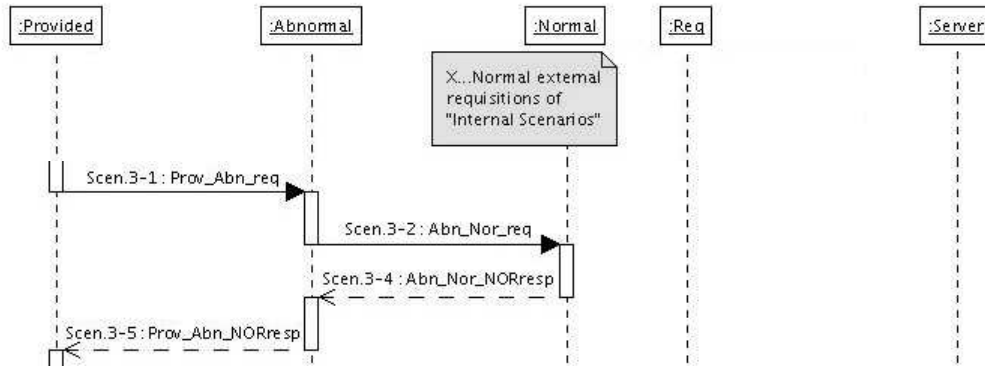 :Provided
:Abnormal
:Normal
:Req
:Server
X...Normal external
requisitions of
"Internal Scenarios"
Scen.3-1 : Prov_Abn_req
Scen.3-2 : Abn_Nor_req
Scen.3-4 : Abn_Nor_NORresp
Scen.3-5 : Prov_Abn_NORresp